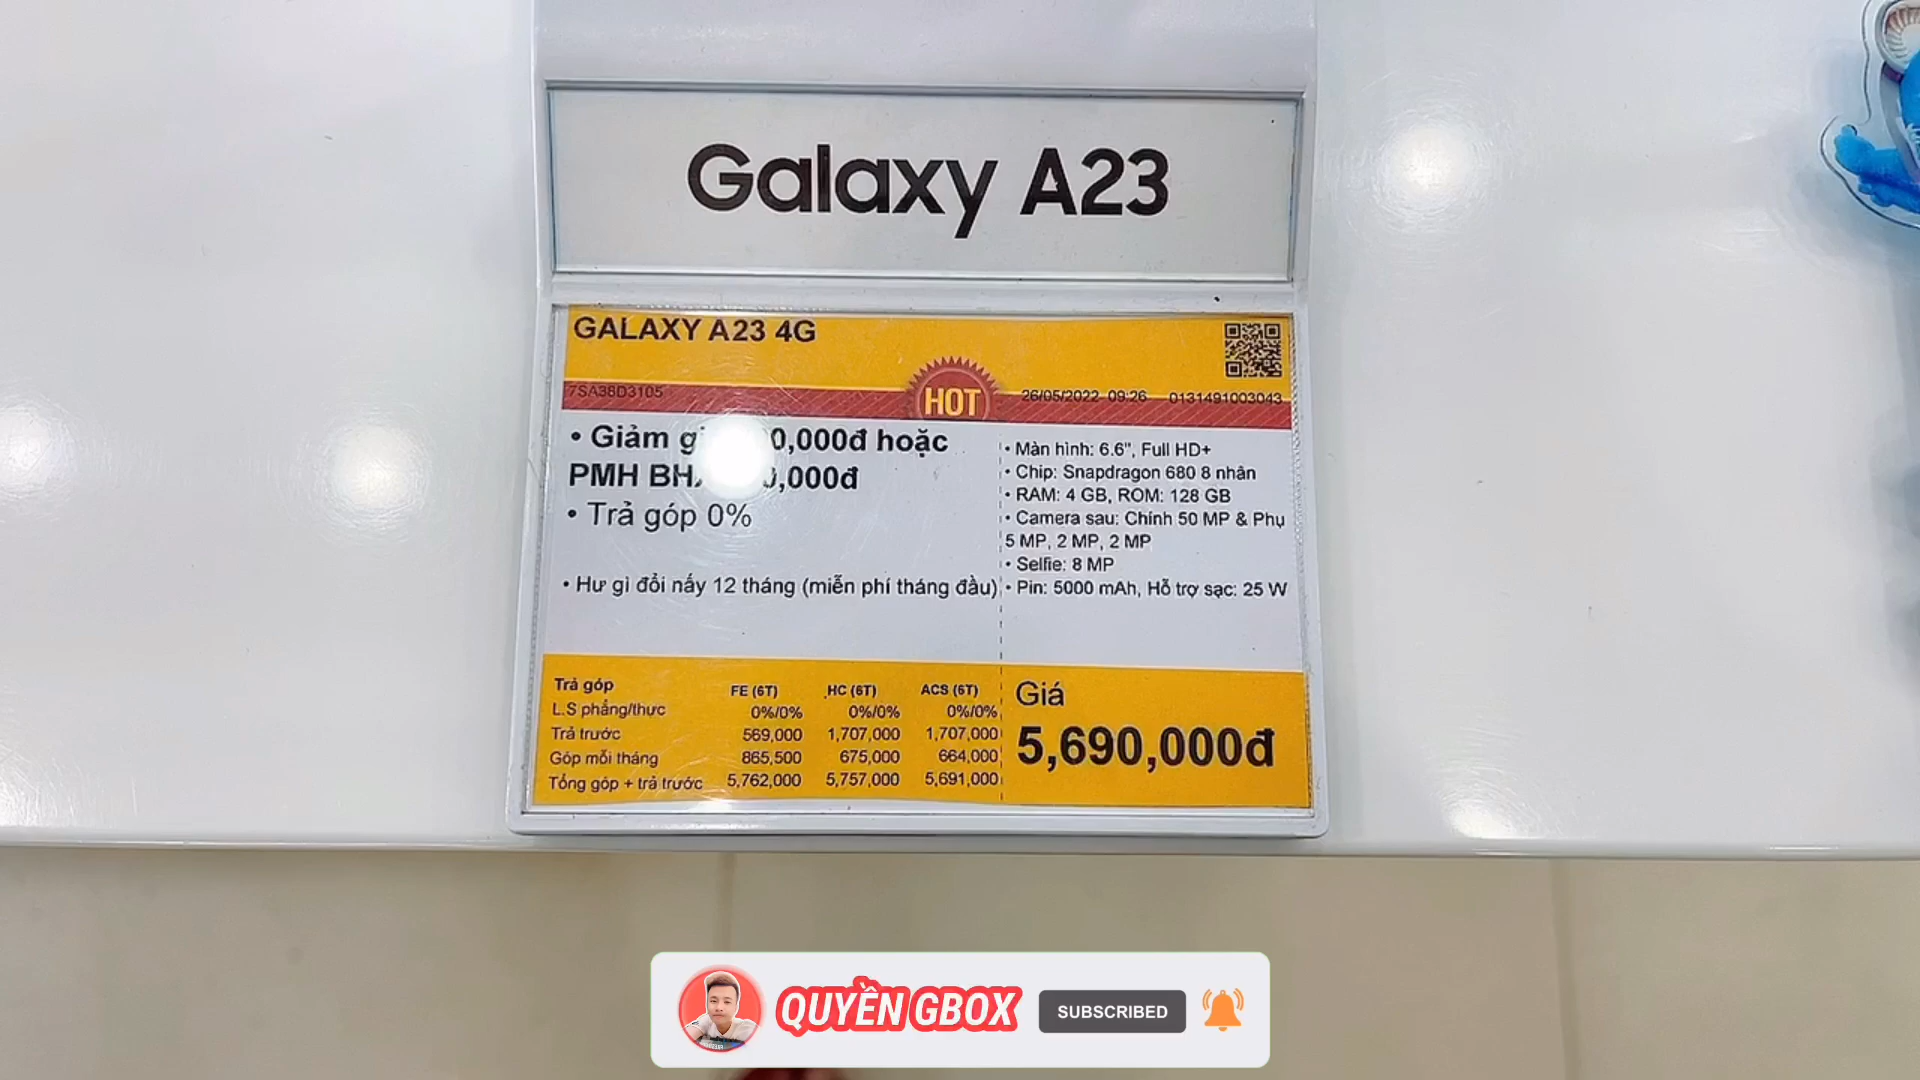 Galaxy A23
GALAXY A23 4G
7SA38D3105
HOT
26/05/2022 09:26 0131491003043
• Giảm 0,000đ hoặc
PMH
• Trả góp 0%
• Hư gì đổi nấy 12 tháng (miễn phí tháng đầu)
• Màn hình: 6.6", Full HD+
• Chip: Snapdragon 680 8 nhân
• RAM: 4 GB, ROM: 128 GB
• Camera sau: Chính 50 MP & Phụ
5 MP, 2 MP, 2 MP
• Selfie: 8 MP
• Pin: 5000 mAh, Hỗ trợ sạc: 25 W
Trả góp FE (6T) HC (6T) ACS (6T)
L.S phẳng/thực 0%/0% 0%/0% 0%/0%
Trả trước 569,000 1,707,000 1,707,000
Góp mỗi tháng 865,500 675,000 664,000
Tổng góp + trả trước 5,762,000 5,757,000 5,691,000
Giá
5,690,000đ
QUYỀN GBOX SUBSCRIBED